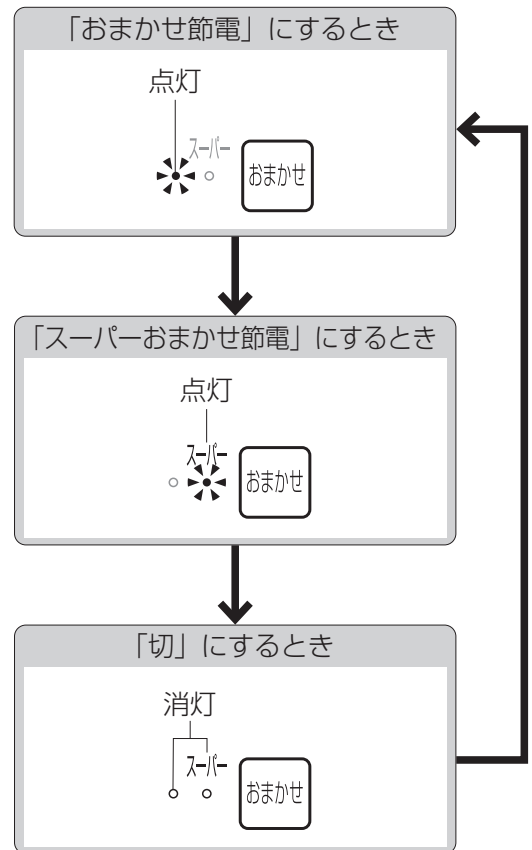 「おまかせ節電」にするとき
点灯
スーパー
おまかせ
「スーパーおまかせ節電」にするとき
点灯
スーパー
おまかせ
「切」にするとき
消灯
スーパー
おまかせ